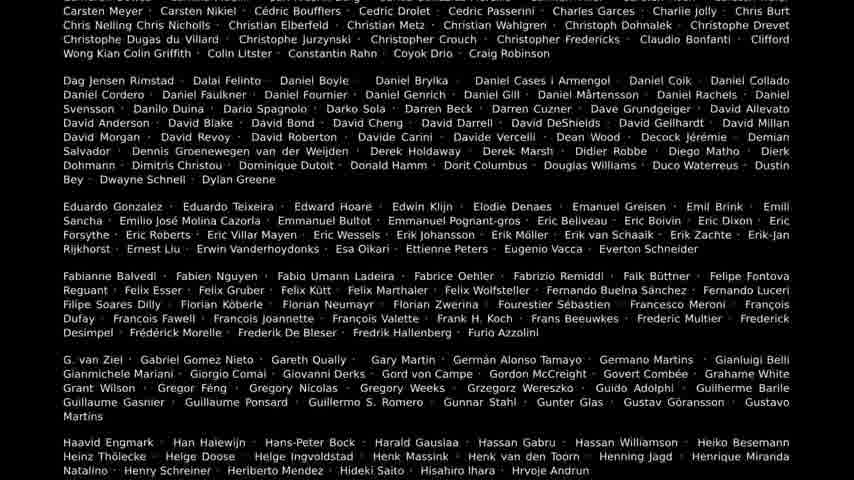 Carsten Meyer · Carsten Nikiel · Cédric Bouffiers · Cedric Drolet · Cedric Passerini · Charles Garces · Charlie Jolly · Chris Burt
Chris Nelling Chris Nicholls · Christian Elberfeld · Christian Metz · Christian Wahlgren · Christoph Dohnalek · Christophe Drevet
Christophe Dugas du Villard · Christophe Jurzynski · Christopher Crouch · Christopher Fredericks · Claudio Bonfanti · Clifford
Wong Kian Colin Griffith · Colin Litster · Constantin Rahn · Coyok Drio · Craig Robinson
Dag Jensen Rimstad · Dalai Felinto · Daniel Boyle · Daniel Brylka · Daniel Cases i Armengol · Daniel Coik · Daniel Collado
Daniel Cordero · Daniel Faulkner · Daniel Fournier · Daniel Genrich · Daniel Gill · Daniel Mårtensson · Daniel Rachels · Daniel
Svensson · Danilo Duina · Dario Spagnolo · Darko Sola · Darren Beck · Darren Cuzner · Dave Grundgeiger · David Allevato
David Anderson · David Blake · David Bond · David Cheng · David Darrell · David DeShields · David Geilhardt · David Millan
David Morgan · David Revoy · David Roberton · Davide Carini · Davide Vercelli · Dean Wood · Decock Jérémie · Demian
Salvador · Dennis Groenewegen van der Weijden · Derek Holdaway · Derek Marsh · Didier Robbe · Diego Matho · Dierk
Dohmann · Dimitris Christou · Dominique Dutoit · Donald Hamm · Dorit Columbus · Douglas Williams · Duco Waterreus · Dustin
Bey · Dwayne Schnell · Dylan Greene
Eduardo Gonzalez · Eduardo Teixeira · Edward Hoare · Edwin Klijn · Elodie Denaes · Emanuel Greisen · Emil Brink · Emili
Sancha · Emilio José Molina Cazorla · Emmanuel Bultot · Emmanuel Pognant-gros · Eric Beliveau · Eric Boivin · Eric Dixon · Eric
Forsythe · Eric Roberts · Eric Villar Mayen · Eric Wessels · Erik Johansson · Erik Möller · Erik van Schaaik · Erik Zachte · Erik-Jan
Rijkhorst · Ernest Liu · Erwin Vanderhoydonks · Esa Oikari · Ettienne Peters · Eugenio Vacca · Everton Schneider
Fabianne Balvedi · Fabien Nguyen · Fabio Umann Ladeira · Fabrice Oehler · Fabrizio Remiddi · Faik Büttner · Felipe Fontova
Reguant · Felix Esser · Felix Gruber · Felix Kütt · Felix Marthaler · Felix Wolfsteller · Fernando Buelna Sánchez · Fernando Luceri
Filipe Soares Dilly · Florian Köberle · Florian Neumayr · Florian Zwerina · Fourestier Sébastien · Francesco Meroni · François
Dufay · Francois Fawell · Francois Joannette · François Valette · Frank H. Koch · Frans Beeuwkes · Frederic Multier · Frederick
Desimpel · Frédérick Morelle · Frederik De Bleser · Fredrik Hallenberg · Furio Azzolini
G. van Ziel · Gabriel Gomez Nieto · Gareth Qually · Gary Martin · Germán Alonso Tamayo · Germano Martins · Gianluigi Belli
Gianmichele Mariani · Giorgio Comai · Giovanni Derks · Gord von Campe · Gordon McCreight · Govert Combée · Grahame White
Grant Wilson · Gregor Féng · Gregory Nicolas · Gregory Weeks · Grzegorz Wereszko · Guido Adolphi · Guilherme Barile
Guillaume Gasnier · Guillaume Ponsard · Guillermo S. Romero · Gunnar Stahl · Gunter Glas · Gustav Göransson · Gustavo
Martins
Haavid Engmark · Han Halewijn · Hans-Peter Bock · Harald Gauslaa · Hassan Gabru · Hassan Williamson · Heiko Besemann
Heinz Thölecke · Helge Doose · Helge Ingvoldstad · Henk Massink · Henk van den Toorn · Henning Jagd · Henrique Miranda
Natalino · Henry Schreiner · Heriberto Mendez · Hideki Saito · Hisahiro Ihara · Hrvoje Andrun